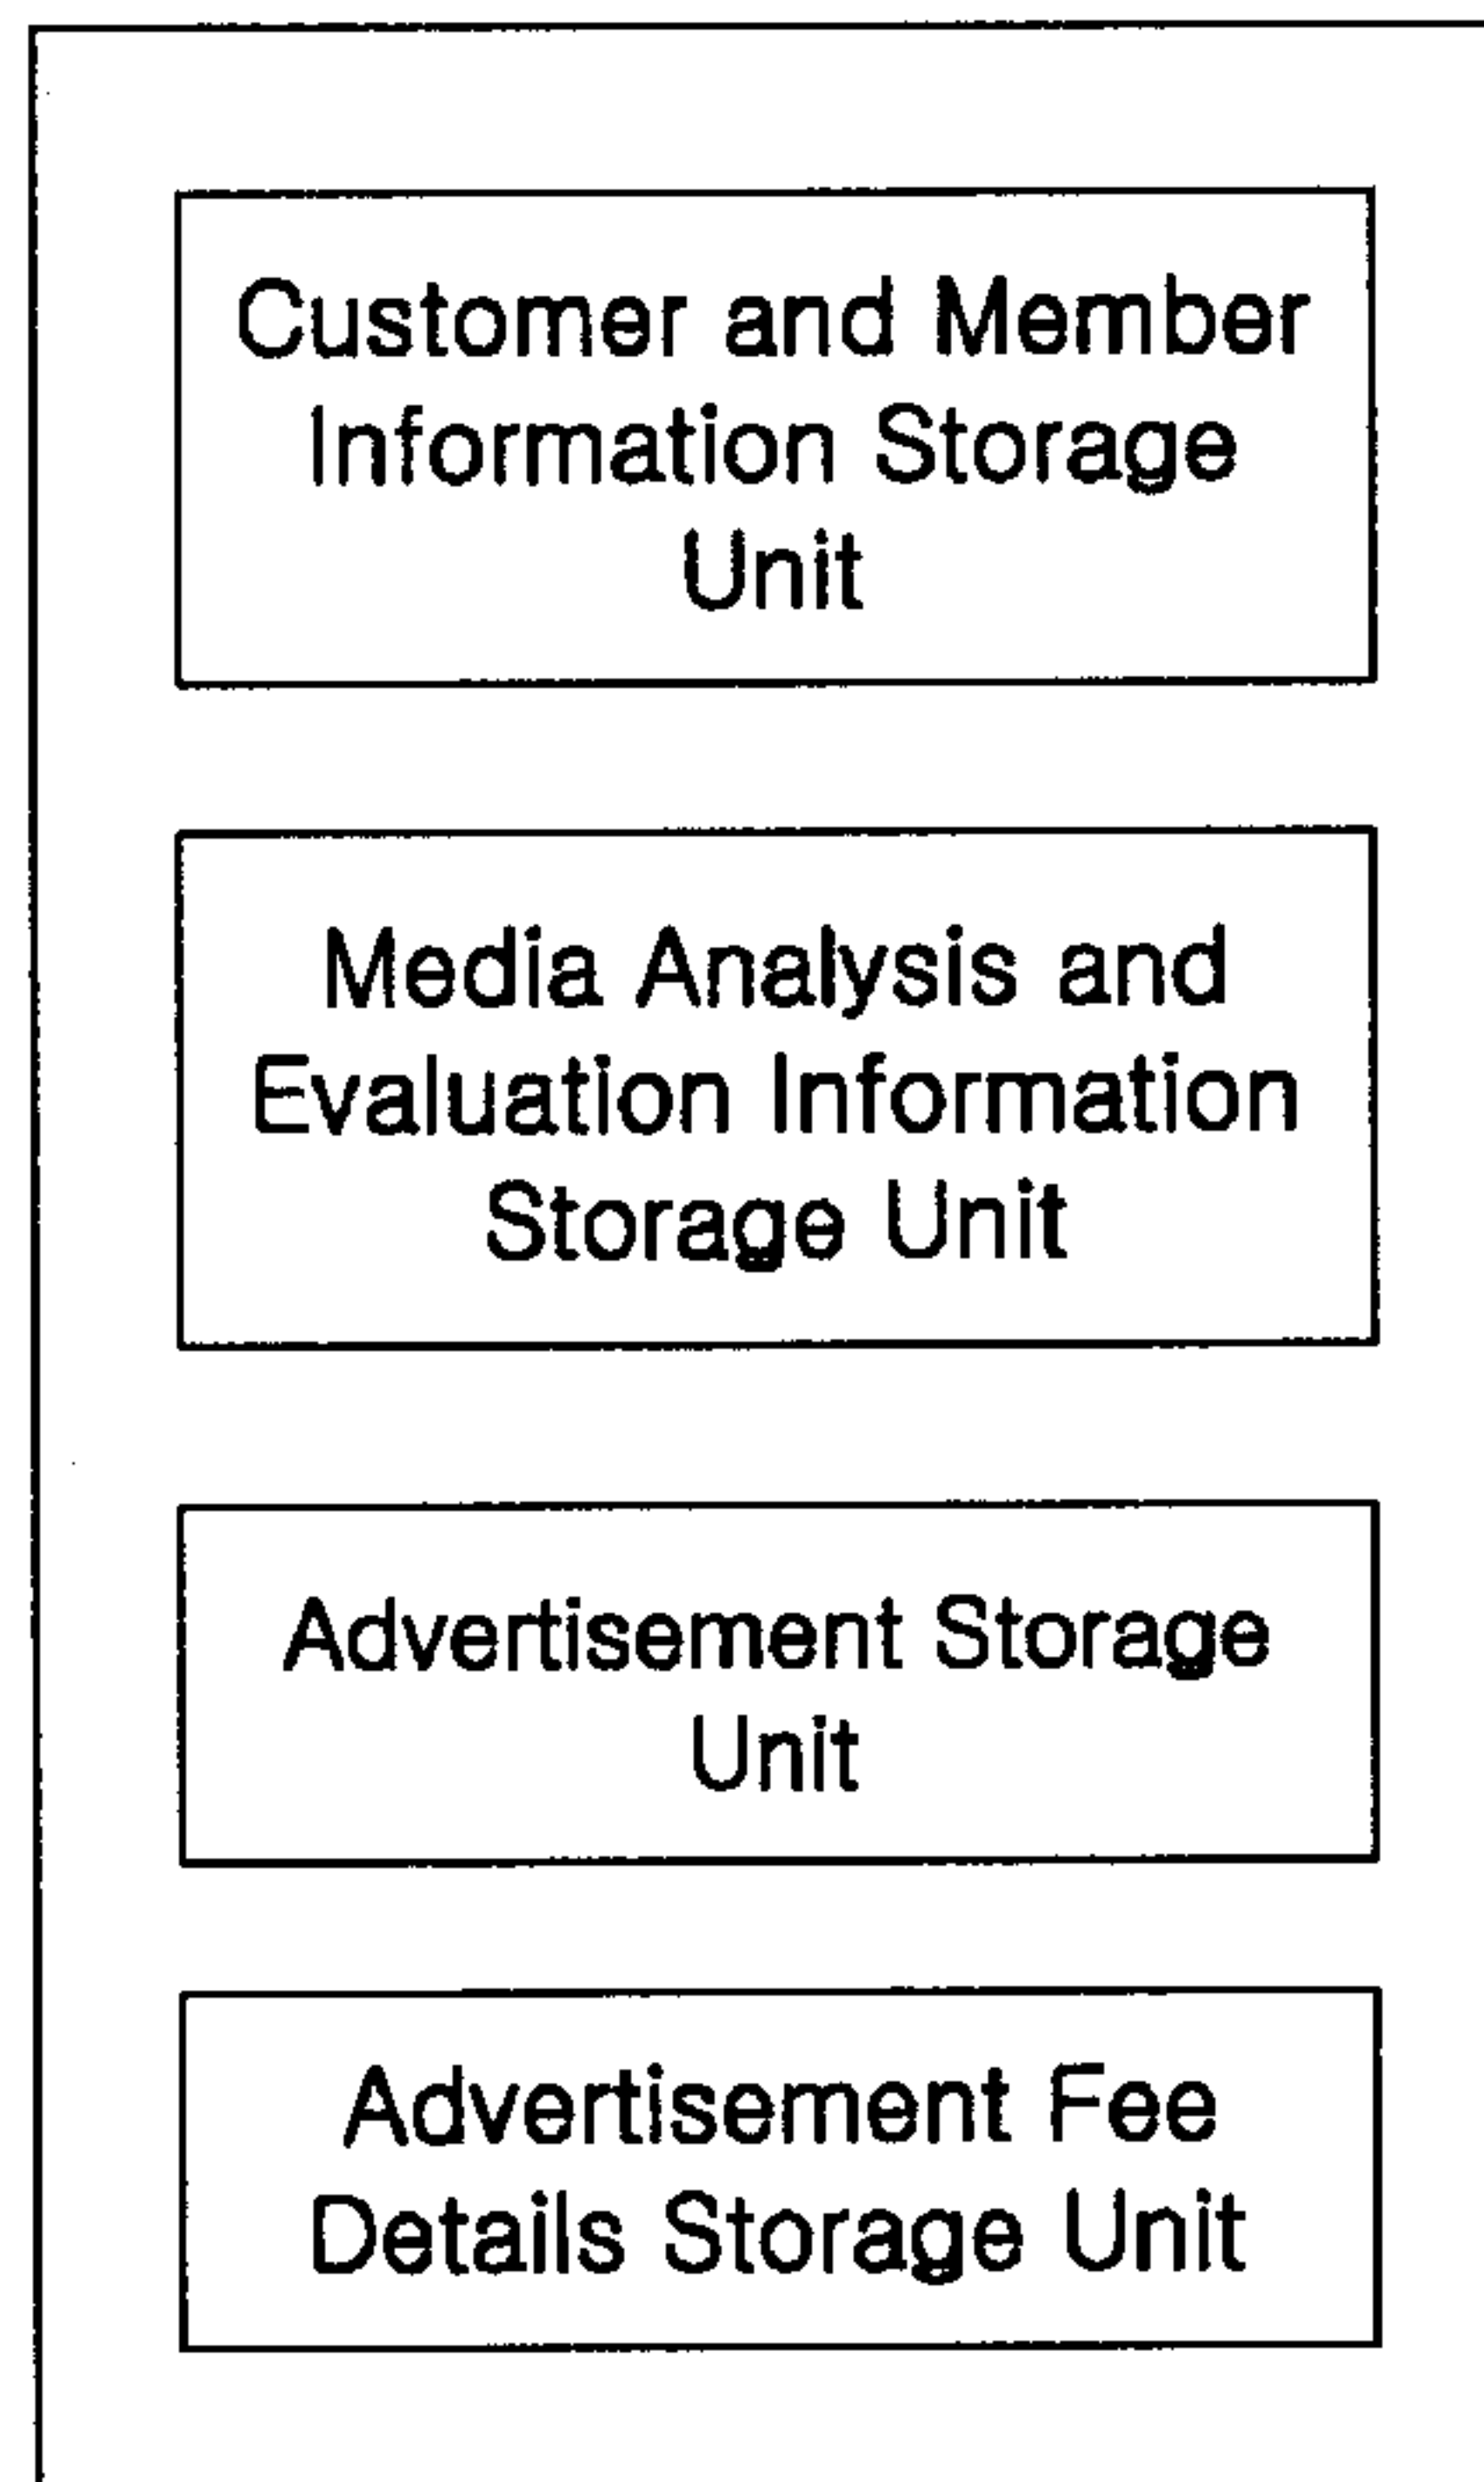 Customer and Member
Information Storage
Unit
Media Analysis and
Evaluation Information
Storage Unit
Advertisement Storage
Unit
Advertisement Fee
Details Storage Unit